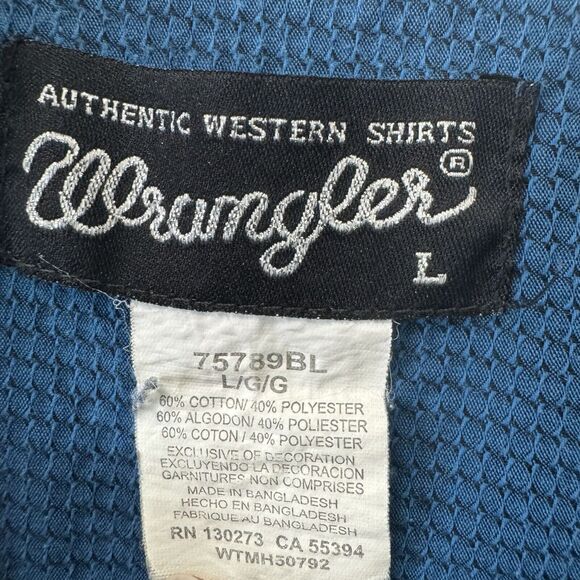 AUTHENTIC WESTERN SHIRTS
Wrangler®
L
75789BL
L/G/G
60% COTTON/ 40% POLYESTER
60% ALGODON/ 40% POLIESTER
60% COTON / 40% POLYESTER
EXCLUSIVE OF DECORATION
EXCLUYENDO LA DECORACION
GARNITURES NON COMPRISES
MADE IN BANGLADESH
HECHO EN BANGLADESH
FABRIQUE AU BANGLADESH
RN 130273 CA 55394
WTMH50792